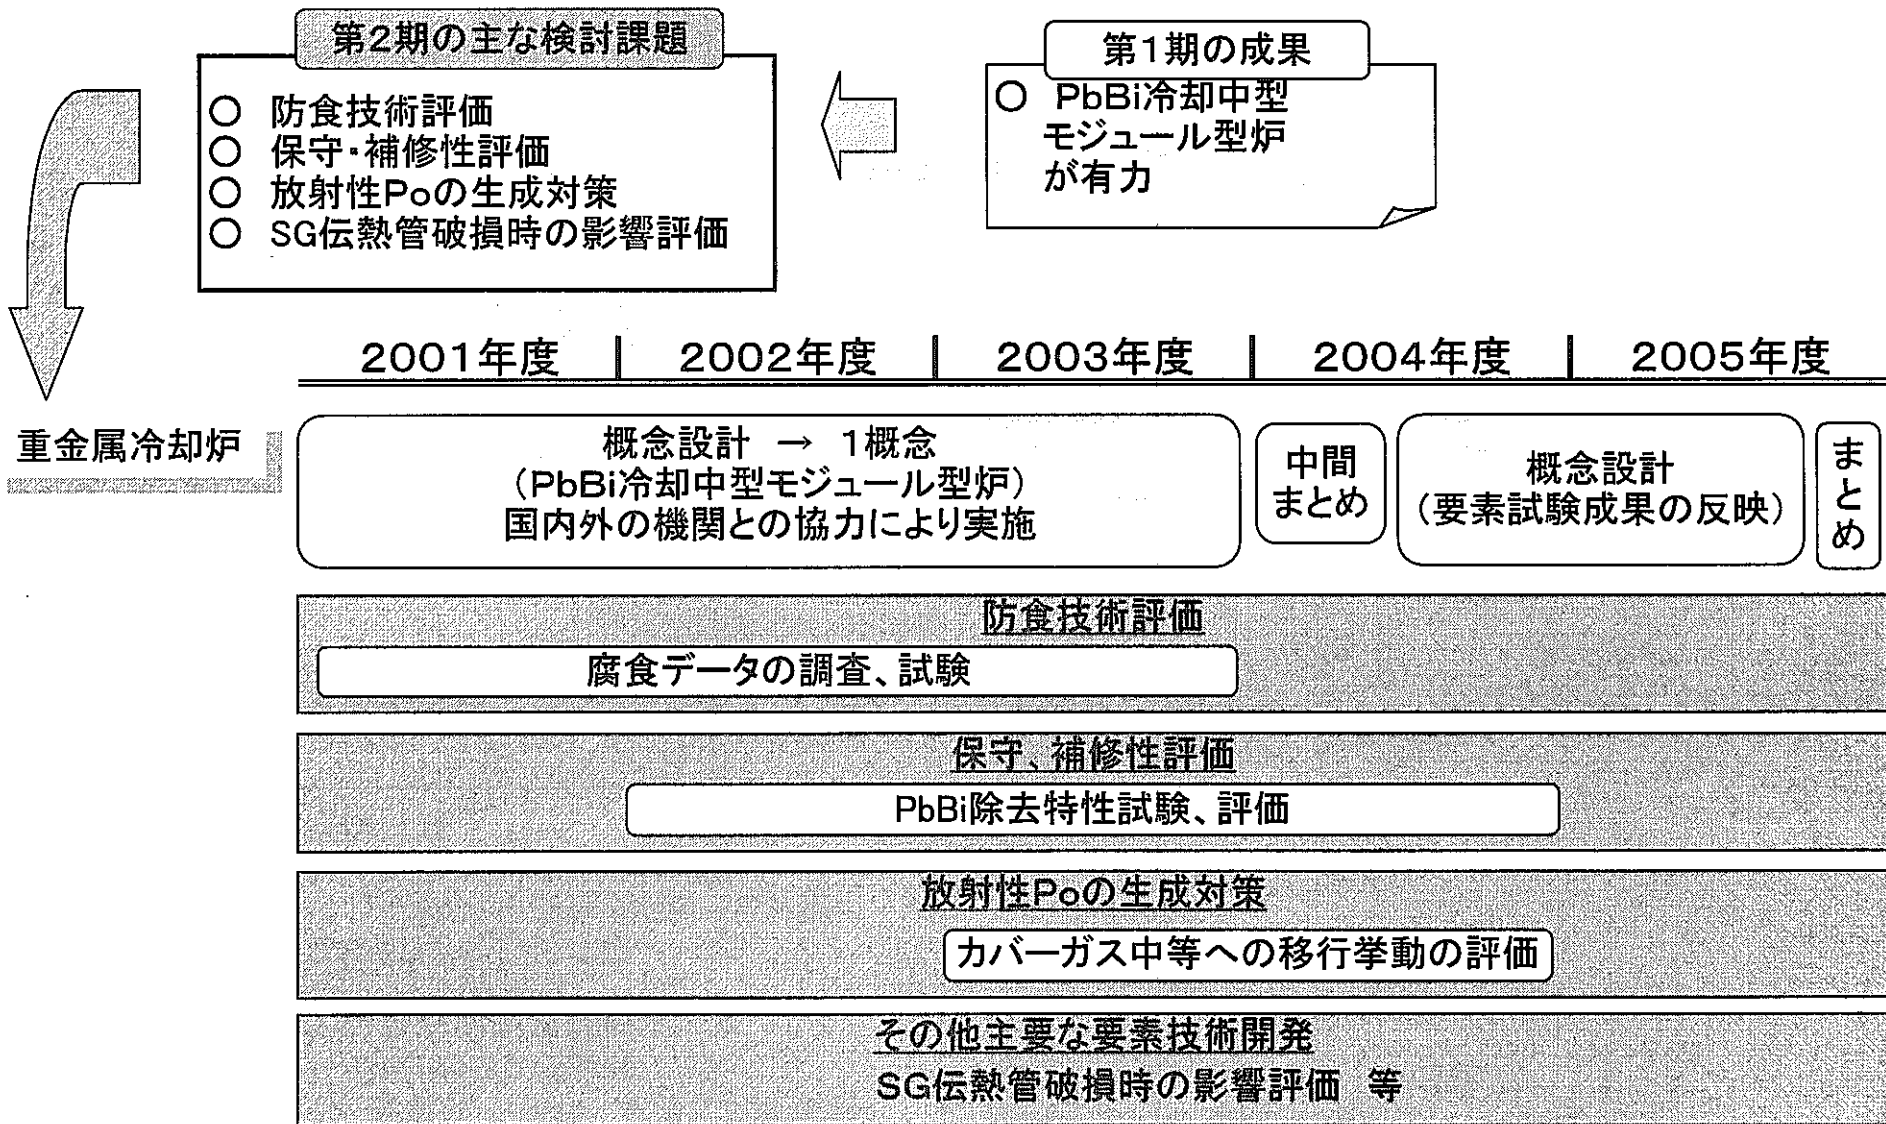 第2期の主な検討課題
○ 防食技術評価
○ 保守・補修性評価
○ 放射性Poの生成対策
○ SG伝熱管破損時の影響評価
第1期の成果
○ PbBi冷却中型
モジュール型炉
が有力
2001年度
2002年度
2003年度
2004年度
2005年度
重金属冷却炉
概念設計 → 1概念
(PbBi冷却中型モジュール型炉)
国内外の機関との協力により実施
中間
まとめ
概念設計
(要素試験成果の反映)
まとめ
防食技術評価
腐食データの調査、試験
保守、補修性評価
PbBi除去特性試験、評価
放射性Poの生成対策
カバーガス中等への移行挙動の評価
その他主要な要素技術開発
SG伝熱管破損時の影響評価 等